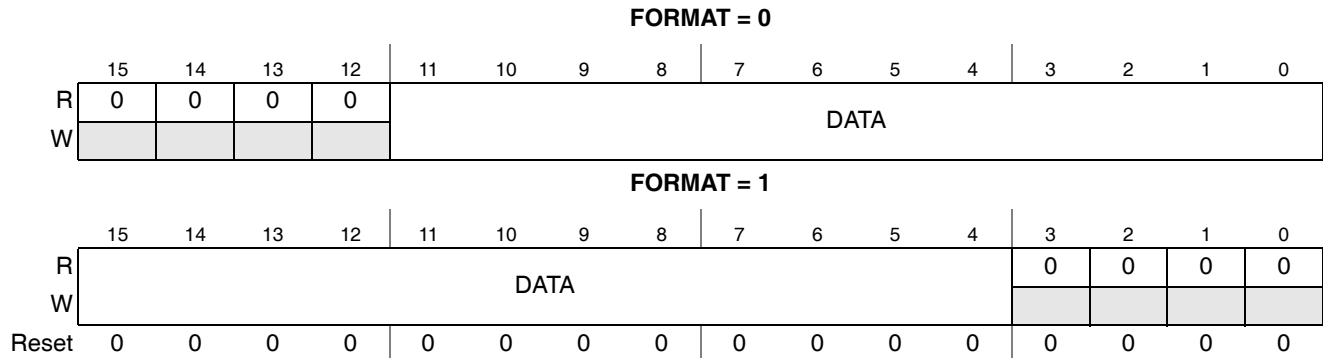 FORMAT = 0
15 14 13 12 11 10 9 8 7 6 5 4 3 2 1 0
R 0 0 0 0
DATA
W
FORMAT = 1
15 14 13 12 11 10 9 8 7 6 5 4 3 2 1 0
R 0 0 0 0
DATA
W
Reset 0 0 0 0 0 0 0 0 0 0 0 0 0 0 0 0